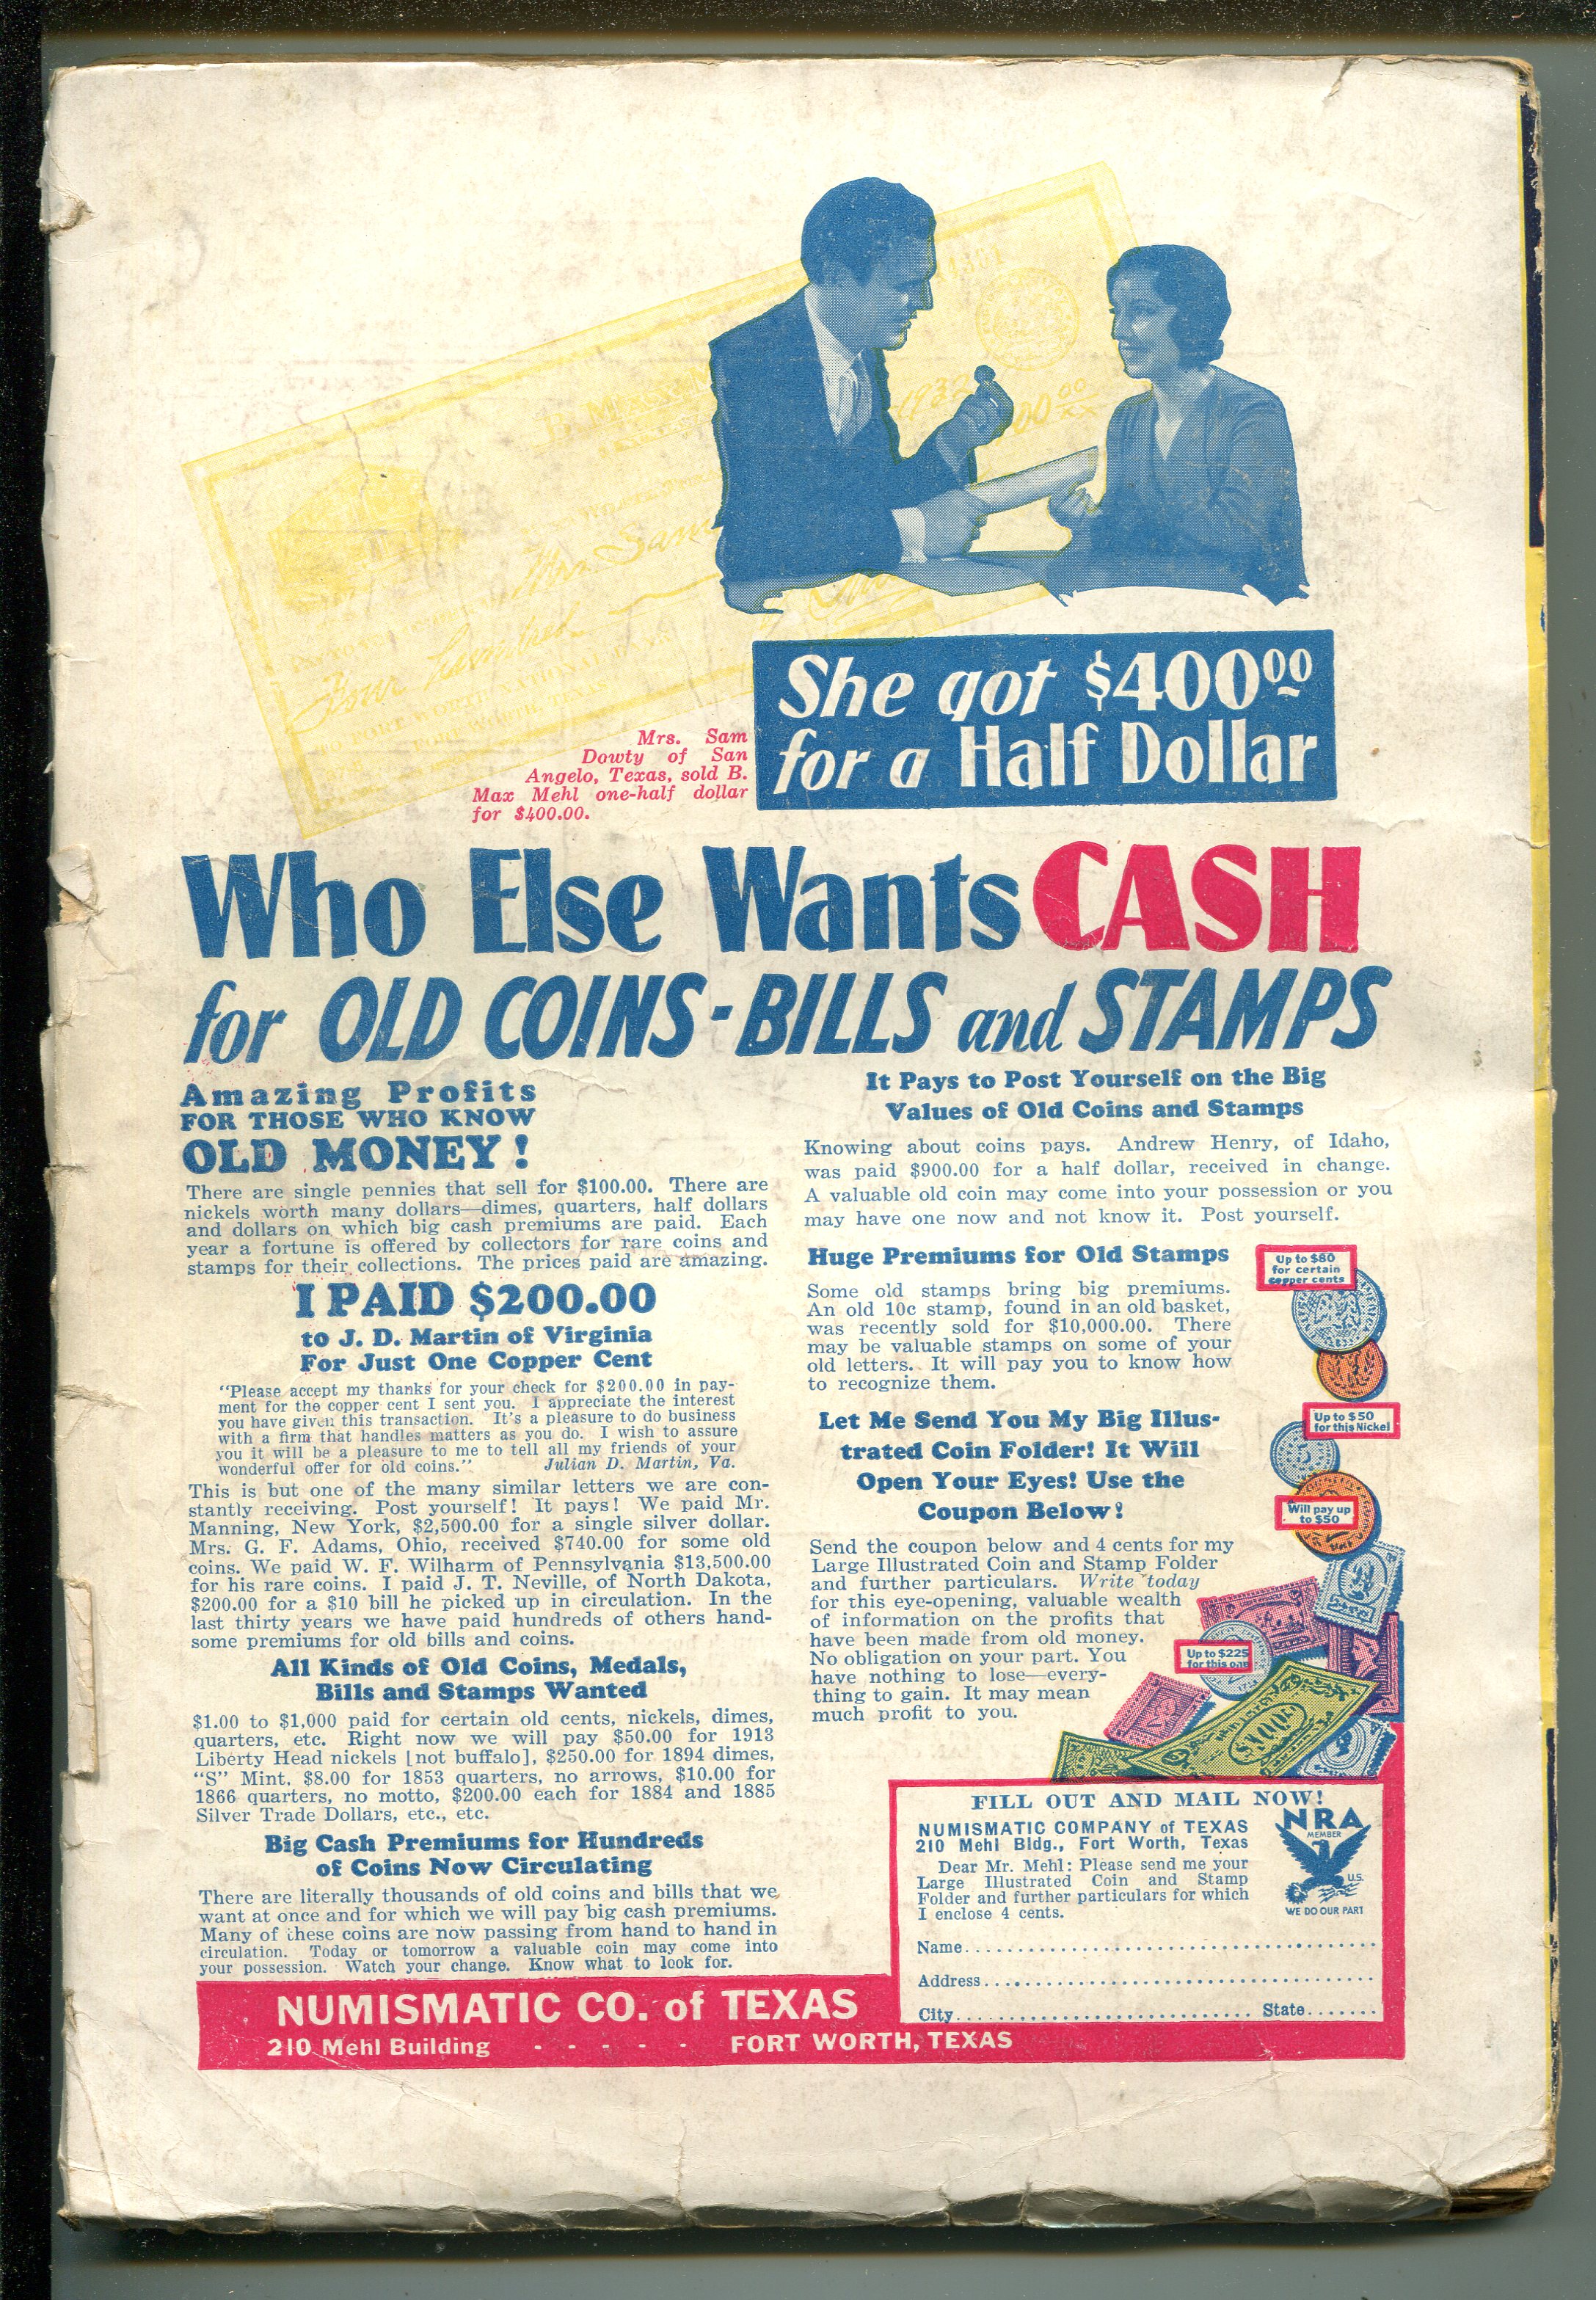 1932
00 00
XX
B. MAX M
Mrs Sam
Four Hundred
FORT WORTH NATIONAL BANK
FORT WORTH, TEXAS
She got $400.00
for a Half Dollar
Mrs. Sam
Dowty of San
Angelo, Texas, sold B.
Max Mehl one-half dollar
for $400.00.
Who Else Wants CASH
for OLD COINS-BILLS and STAMPS
Amazing Profits
FOR THOSE WHO KNOW
OLD MONEY!
There are single pennies that sell for $100.00. There are
nickels worth many dollars—dimes, quarters, half dollars
and dollars on which big cash premiums are paid. Each
year a fortune is offered by collectors for rare coins and
stamps for their collections. The prices paid are amazing.
I PAID $200.00
to J. D. Martin of Virginia
For Just One Copper Cent
"Please accept my thanks for your check for $200.00 in pay-
ment for the copper cent I sent you. I appreciate the interest
you have given this transaction. It's a pleasure to do business
with a firm that handles matters as you do. I wish to assure
you it will be a pleasure to me to tell all my friends of your
wonderful offer for old coins." Julian D. Martin, Va.
This is but one of the many similar letters we are con-
stantly receiving. Post yourself! It pays! We paid Mr.
Manning, New York, $2,500.00 for a single silver dollar.
Mrs. G. F. Adams, Ohio, received $740.00 for some old
coins. We paid W. F. Wilharm of Pennsylvania $13,500.00
for his rare coins. I paid J. T. Neville, of North Dakota,
$200.00 for a $10 bill he picked up in circulation. In the
last thirty years we have paid hundreds of others hand-
some premiums for old bills and coins.
All Kinds of Old Coins, Medals,
Bills and Stamps Wanted
$1.00 to $1,000 paid for certain old cents, nickels, dimes,
quarters, etc. Right now we will pay $50.00 for 1913
Liberty Head nickels [not buffalo], $250.00 for 1894 dimes,
"S" Mint, $8.00 for 1853 quarters, no arrows, $10.00 for
1866 quarters, no motto, $200.00 each for 1884 and 1885
Silver Trade Dollars, etc., etc.
Big Cash Premiums for Hundreds
of Coins Now Circulating
There are literally thousands of old coins and bills that we
want at once and for which we will pay big cash premiums.
Many of these coins are now passing from hand to hand in
circulation. Today or tomorrow a valuable coin may come into
your possession. Watch your change. Know what to look for.
It Pays to Post Yourself on the Big
Values of Old Coins and Stamps
Knowing about coins pays. Andrew Henry, of Idaho,
was paid $900.00 for a half dollar, received in change.
A valuable old coin may come into your possession or you
may have one now and not know it. Post yourself.
Huge Premiums for Old Stamps
Some old stamps bring big premiums.
An old 10c stamp, found in an old basket,
was recently sold for $10,000.00. There
may be valuable stamps on some of your
old letters. It will pay you to know how
to recognize them.
Let Me Send You My Big Illus-
trated Coin Folder! It Will
Open Your Eyes! Use the
Coupon Below!
Send the coupon below and 4 cents for my
Large Illustrated Coin and Stamp Folder
and further particulars. Write today
for this eye-opening, valuable wealth
of information on the profits that
have been made from old money.
No obligation on your part. You
have nothing to lose—every-
thing to gain. It may mean
much profit to you.
Up to $80
for certain
copper cents
Up to $50
for this Nickel
Will pay up
to $50
Up to $225
for this one
FILL OUT AND MAIL NOW!
NUMISMATIC COMPANY of TEXAS
210 Mehl Bldg., Fort Worth, Texas
Dear Mr. Mehl: Please send me your
Large Illustrated Coin and Stamp
Folder and further particulars for which
I enclose 4 cents.
NRA
MEMBER
U.S.
WE DO OUR PART
Name
Address
City State
NUMISMATIC CO. of TEXAS
210 Mehl Building - - - - - FORT WORTH, TEXAS